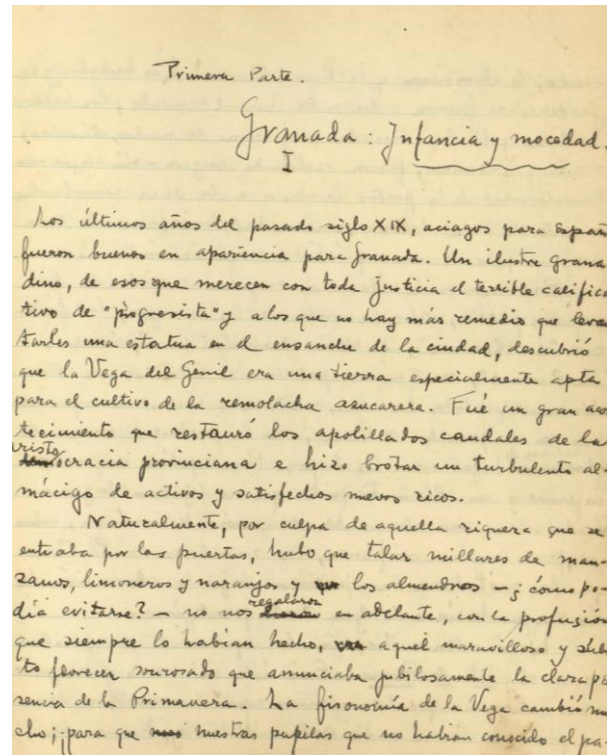 Primera Parte.
Granada: Infancia y mocedad.
I
Los últimos años del pasado siglo XIX, aciagos para Españ
fueron buenos en apariencia para Granada. Un ilustre grana
dino, de esos que merecen con toda justicia el terrible califica
tivo de "progresista" y a los que no hay más remedio que levan
tarles una estatua en el ensanche de la ciudad, descubrió
que la Vega del Genil era una tierra especialmente apta
para el cultivo de la remolacha azucarera. Fué un gran acon
tecimiento que restauró los apolillados caudales de la
aristocracia provinciana e hizo brotar un turbulento al-
mácigo de activos y satisfechos nuevos ricos.
Naturalmente, por culpa de aquella riqueza que se
entraba por las puertas, hubo que talar millares de man-
zanos, limoneros y naranjos y los almendros - ¿cómo po-
día evitarse? - no nos regalaron en adelante, con la profusión
que siempre lo habían hecho, aquel maravilloso y súbi
to florecer sonrosado que anunciaba jubilosamente la clara pre
sencia de la Primavera. La fisonomía de la Vega cambió mu
cho; para que nuestras pupilas que no habían conocido el pa